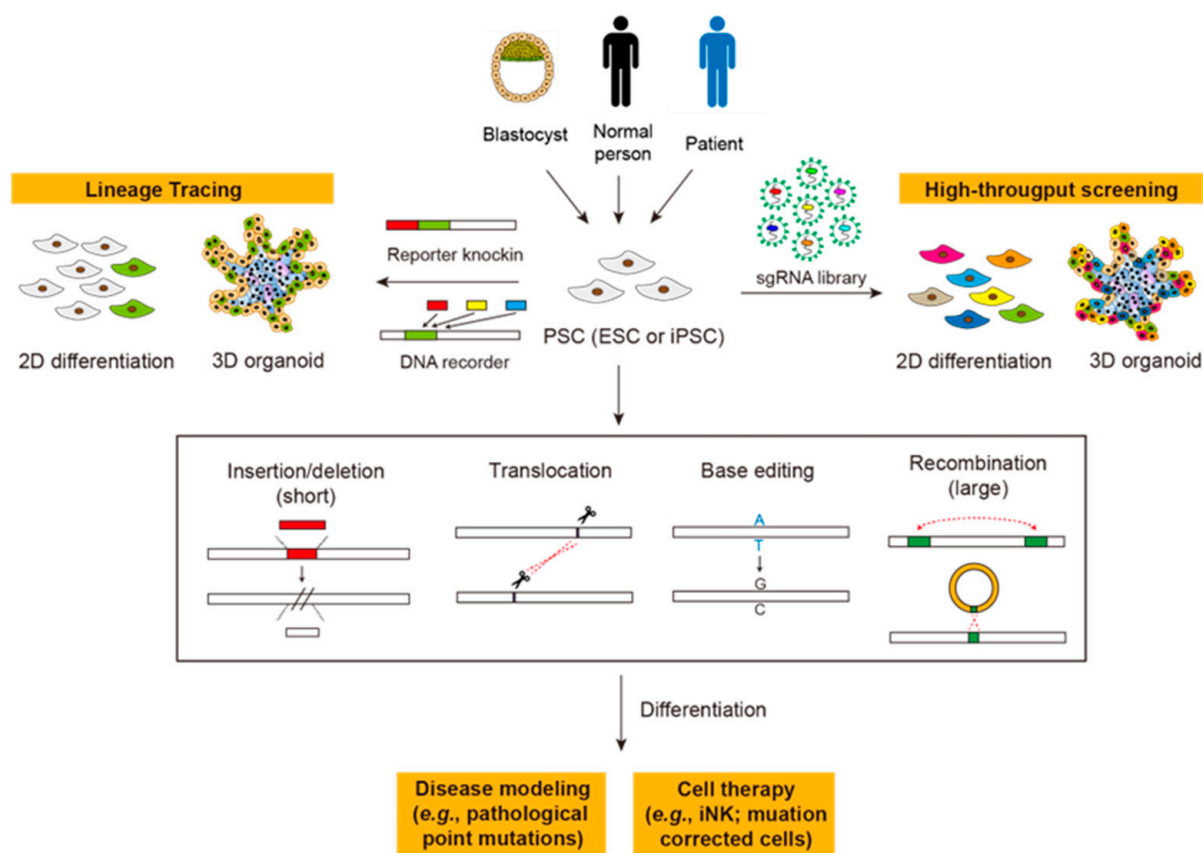 Blastocyst
Normal
person
Patient
Lineage Tracing
High-througput screening
Reporter knockin
sgRNA library
PSC (ESC or iPSC)
DNA recorder
2D differentiation
3D organoid
2D differentiation
3D organoid
Insertion/deletion
(short)
Translocation
Base editing
Recombination
(large)
A
T
G
C
Differentiation
Disease modeling
(e.g., pathological
point mutations)
Cell therapy
(e.g., iNK; muation
corrected cells)